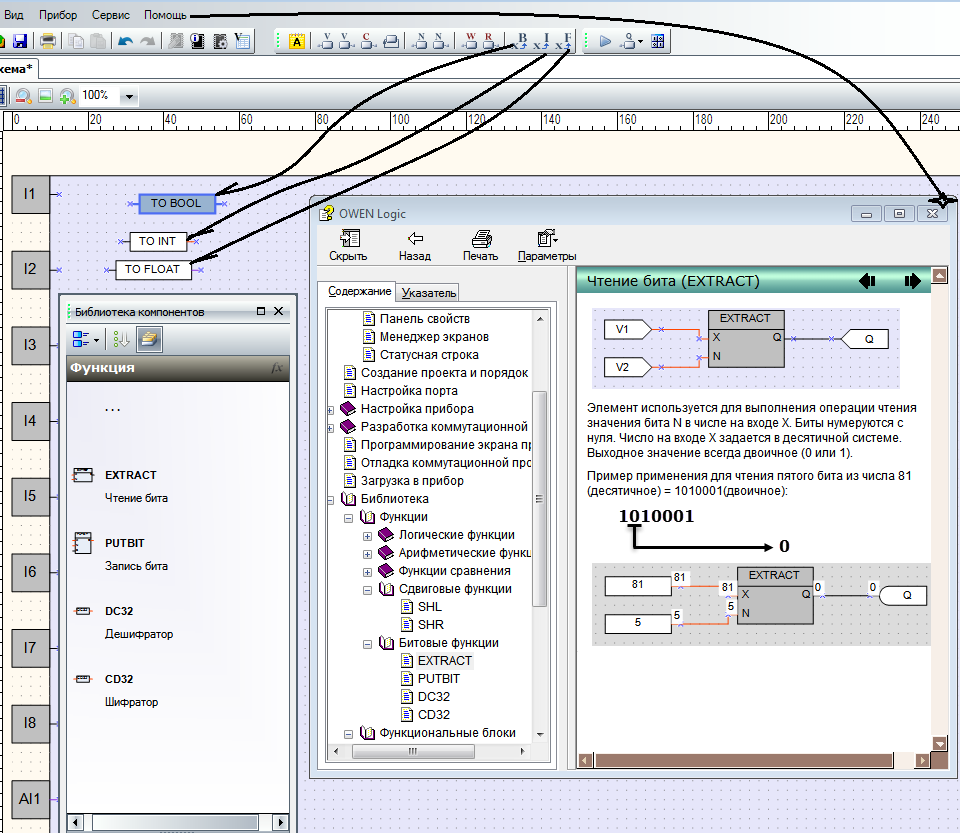 Вид Прибор Сервис Помощь
кема*
100%
0 20 40 60 80 100 120 140 160 180 200 220 240
I1
I2
I3
I4
I5
I6
I7
I8
AI1
TO BOOL
TO INT
TO FLOAT
Библиотека компонентов
Функция
...
EXTRACT
Чтение бита
PUTBIT
Запись бита
DC32
Дешифратор
CD32
Шифратор
OWEN Logic
Скрыть Назад Печать Параметры
Содержание Указатель
Панель свойств
Менеджер экранов
Статусная строка
Создание проекта и порядок
Настройка порта
Настройка прибора
Разработка коммутационной
Программирование экрана пр
Отладка коммутационной прс
Загрузка в прибор
Библиотека
Функции
Логические функции
Арифметические функц
Функции сравнения
Сдвиговые функции
SHL
SHR
Битовые функции
EXTRACT
PUTBIT
DC32
CD32
Функциональные блоки
Чтение бита (EXTRACT)
EXTRACT
V1 X Q Q
V2 N
Элемент используется для выполнения операции чтения
значения бита N в числе на входе X. Биты нумеруются с
нуля. Число на входе X задается в десятичной системе.
Выходное значение всегда двоичное (0 или 1).
Пример применения для чтения пятого бита из числа 81
(десятичное) = 1010001(двоичное):
1010001
0
EXTRACT
81 81 81 X Q 0 0 Q
5 5 5 N